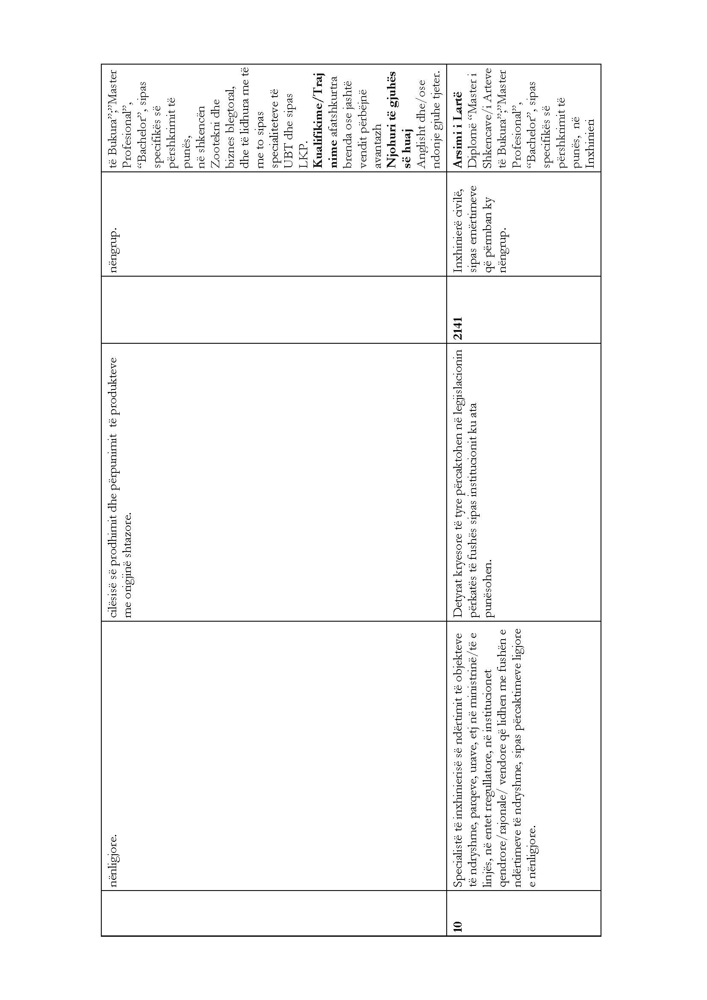 nënligjore.
cilësisë së prodhimit dhe përpunimit të produkteve
me origjinë shtazore.
nëngrup.
të Bukura”;”Master
Profesional”,
“Bachelor”, sipas
specifikës së
përshkrimit të
punës,
në shkencën
Zootekni dhe
biznes blegtoral,
dhe të lidhura me të
me to sipas
specialiteteve të
UBT dhe sipas
LKP.
Kualifikime/Traj
nime afatshkurtra
brenda ose jashtë
vendit përbëjnë
avantazh
Njohuri të gjuhës
së huaj
Anglisht dhe/ose
ndonje gjuhe tjeter.
10
Specialistë të inxhinierisë së ndërtimit të objekteve
të ndryshme, parqeve, urave, etj në ministrinë/të e
linjës, në entet rregullatore, në institucionet
qendrore/rajonale/ vendore që lidhen me fushën e
ndërtimeve të ndryshme, sipas përcaktimeve ligjore
e nënligjore.
Detyrat kryesore të tyre përcaktohen në legjislacionin
përkatës të fushës sipas institucionit ku ata
punësohen.
2141
Inxhinierë civilë,
sipas emërtimeve
që përmban ky
nëngrup.
Arsimi i Lartë
Diplomë “Master i
Shkencave/i Arteve
të Bukura”;”Master
Profesional”,
“Bachelor”, sipas
specifikës së
përshkrimit të
punës, në
Inxhinieri